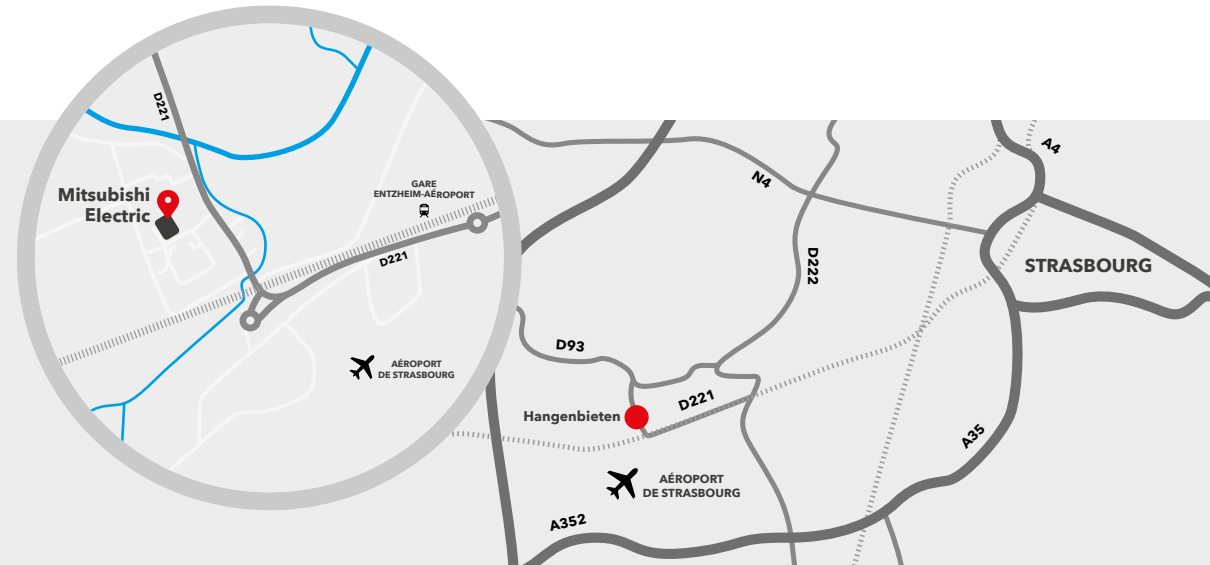 D221
Mitsubishi
Electric
GARE
ENTZHEIM-AÉROPORT
D221
AÉROPORT
DE STRASBOURG
A4
N4
D222
STRASBOURG
D93
D221
Hangenbieten
A35
AÉROPORT
DE STRASBOURG
A352